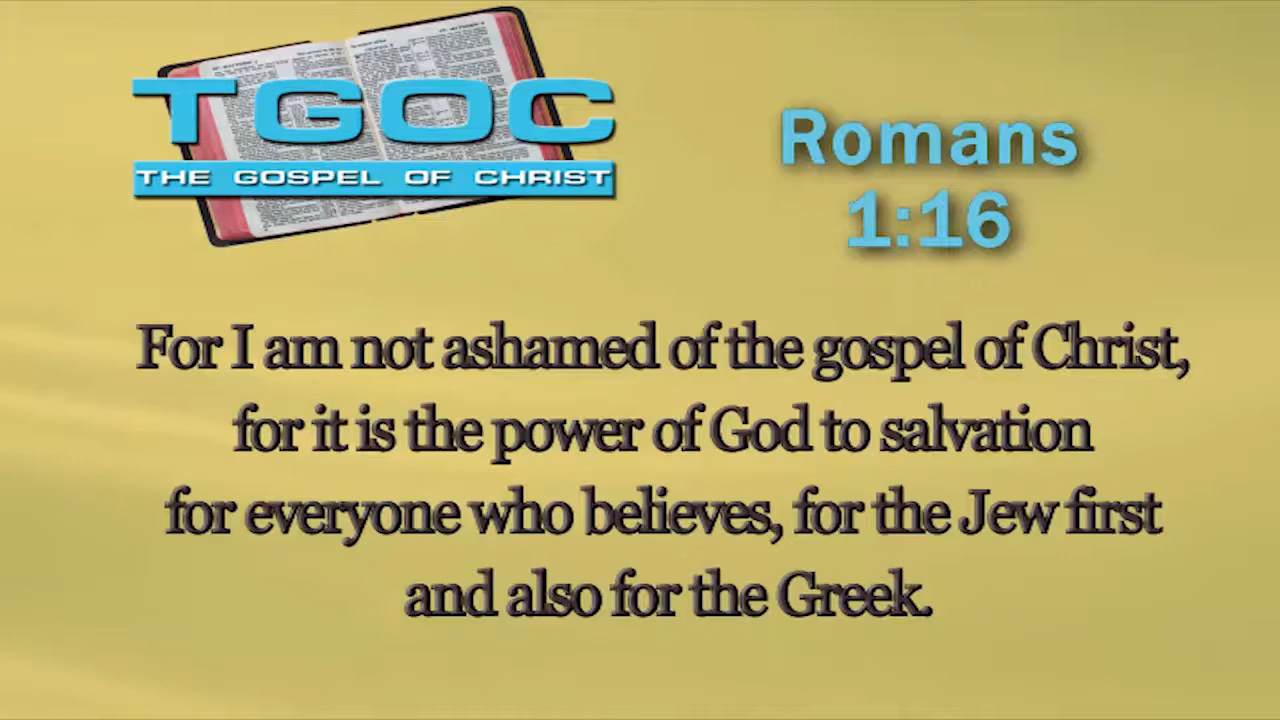 TGOC
THE GOSPEL OF CHRIST
Romans
1:16
For I am not ashamed of the gospel of Christ,
for it is the power of God to salvation
for everyone who believes, for the Jew first
and also for the Greek.